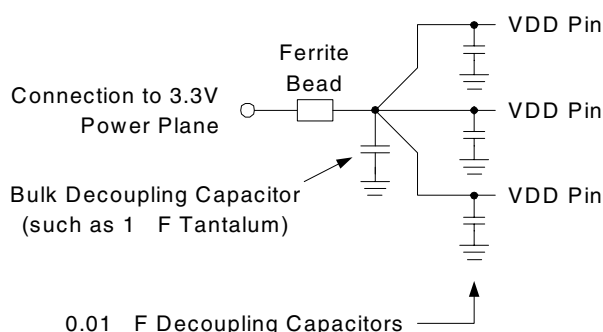 VDD Pin
Ferrite
Bead
Connection to 3.3V
Power Plane
VDD Pin
Bulk Decoupling Capacitor
(such as 1 F Tantalum)
VDD Pin
0.01 F Decoupling Capacitors